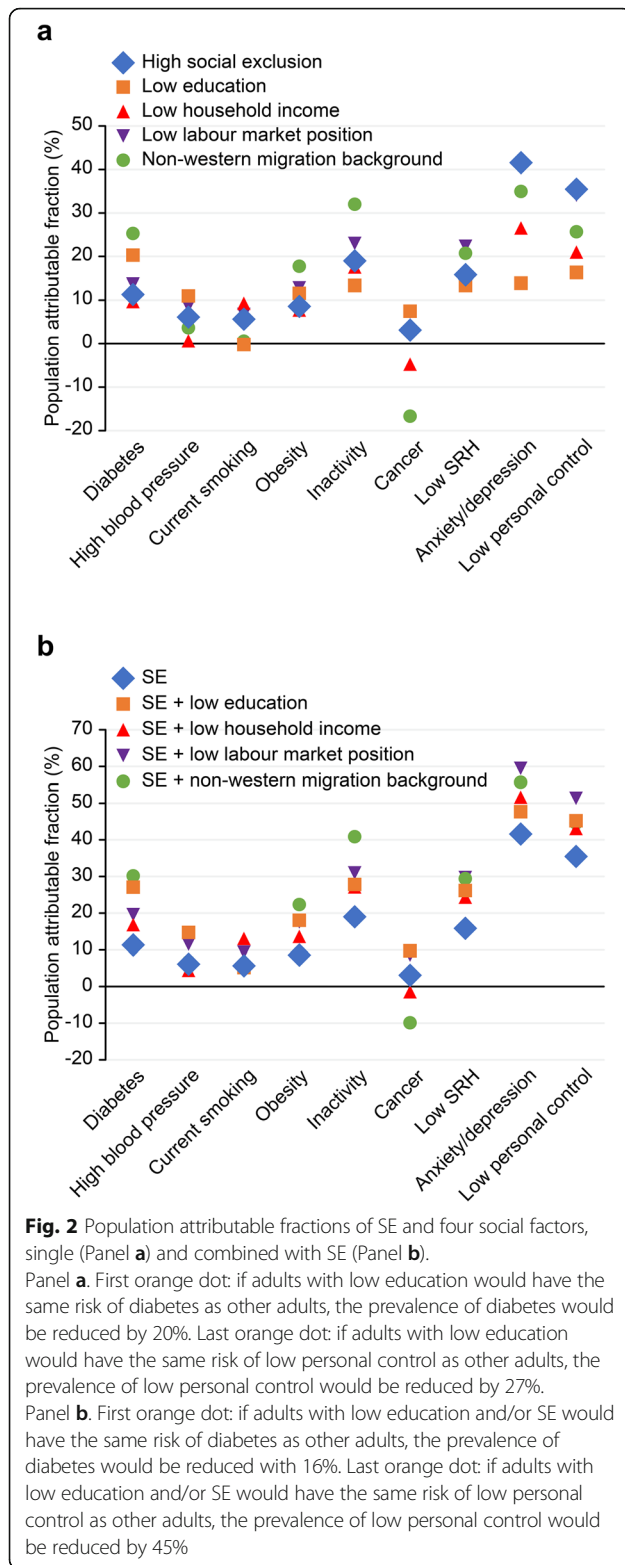 a
High social exclusion
Low education
Low household income
Low labour market position
Non-western migration background
Population attributable fraction (%)
50
40
30
20
10
0
-10
-20
Diabetes
High blood pressure
Current smoking
Obesity
Inactivity
Cancer
Low SRH
Anxiety/depression
Low personal control
b
SE
SE + low education
SE + low household income
SE + low labour market position
SE + non-western migration background
Population attributable fraction (%)
70
60
50
40
30
20
10
0
-10
-20
Diabetes
High blood pressure
Current smoking
Obesity
Inactivity
Cancer
Low SRH
Anxiety/depression
Low personal control
Fig. 2 Population attributable fractions of SE and four social factors,
single (Panel a) and combined with SE (Panel b).
Panel a. First orange dot: if adults with low education would have the
same risk of diabetes as other adults, the prevalence of diabetes would
be reduced by 20%. Last orange dot: if adults with low education
would have the same risk of low personal control as other adults, the
prevalence of low personal control would be reduced by 27%.
Panel b. First orange dot: if adults with low education and/or SE would
have the same risk of diabetes as other adults, the prevalence of
diabetes would be reduced with 16%. Last orange dot: if adults with
low education and/or SE would have the same risk of low personal
control as other adults, the prevalence of low personal control would
be reduced by 45%